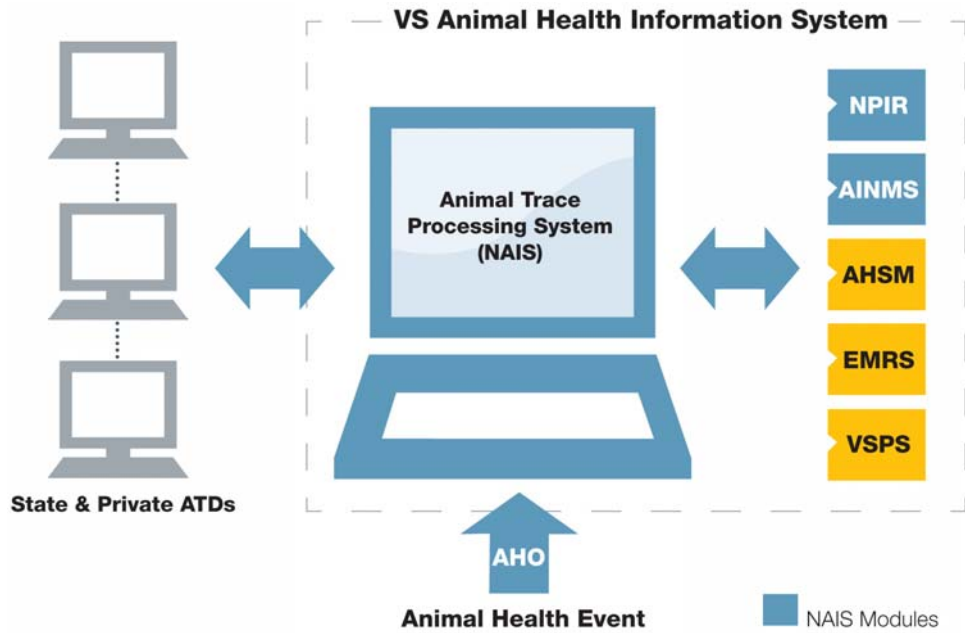 VS Animal Health Information System
Animal Trace
Processing System
(NAIS)
NPIR
AINMS
AHSM
EMRS
VSPS
State & Private ATDs
AHO
Animal Health Event
NAIS Modules